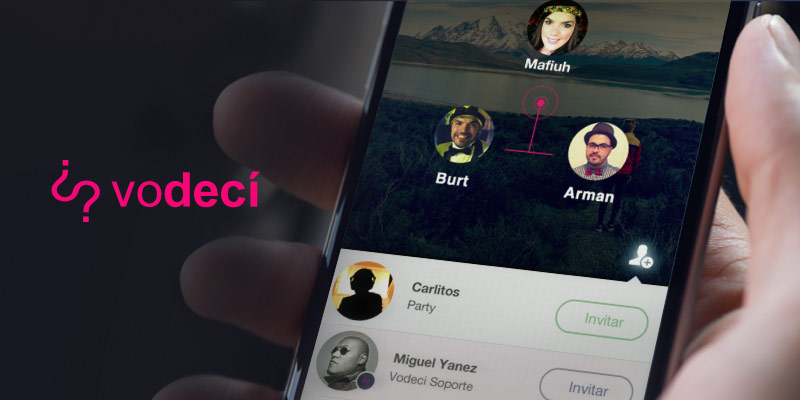 ¿? vodecí
Mafiuh
Burt
Arman
Carlitos
Party
Invitar
Miguel Yanez
Vodeci Soporte
Invitar